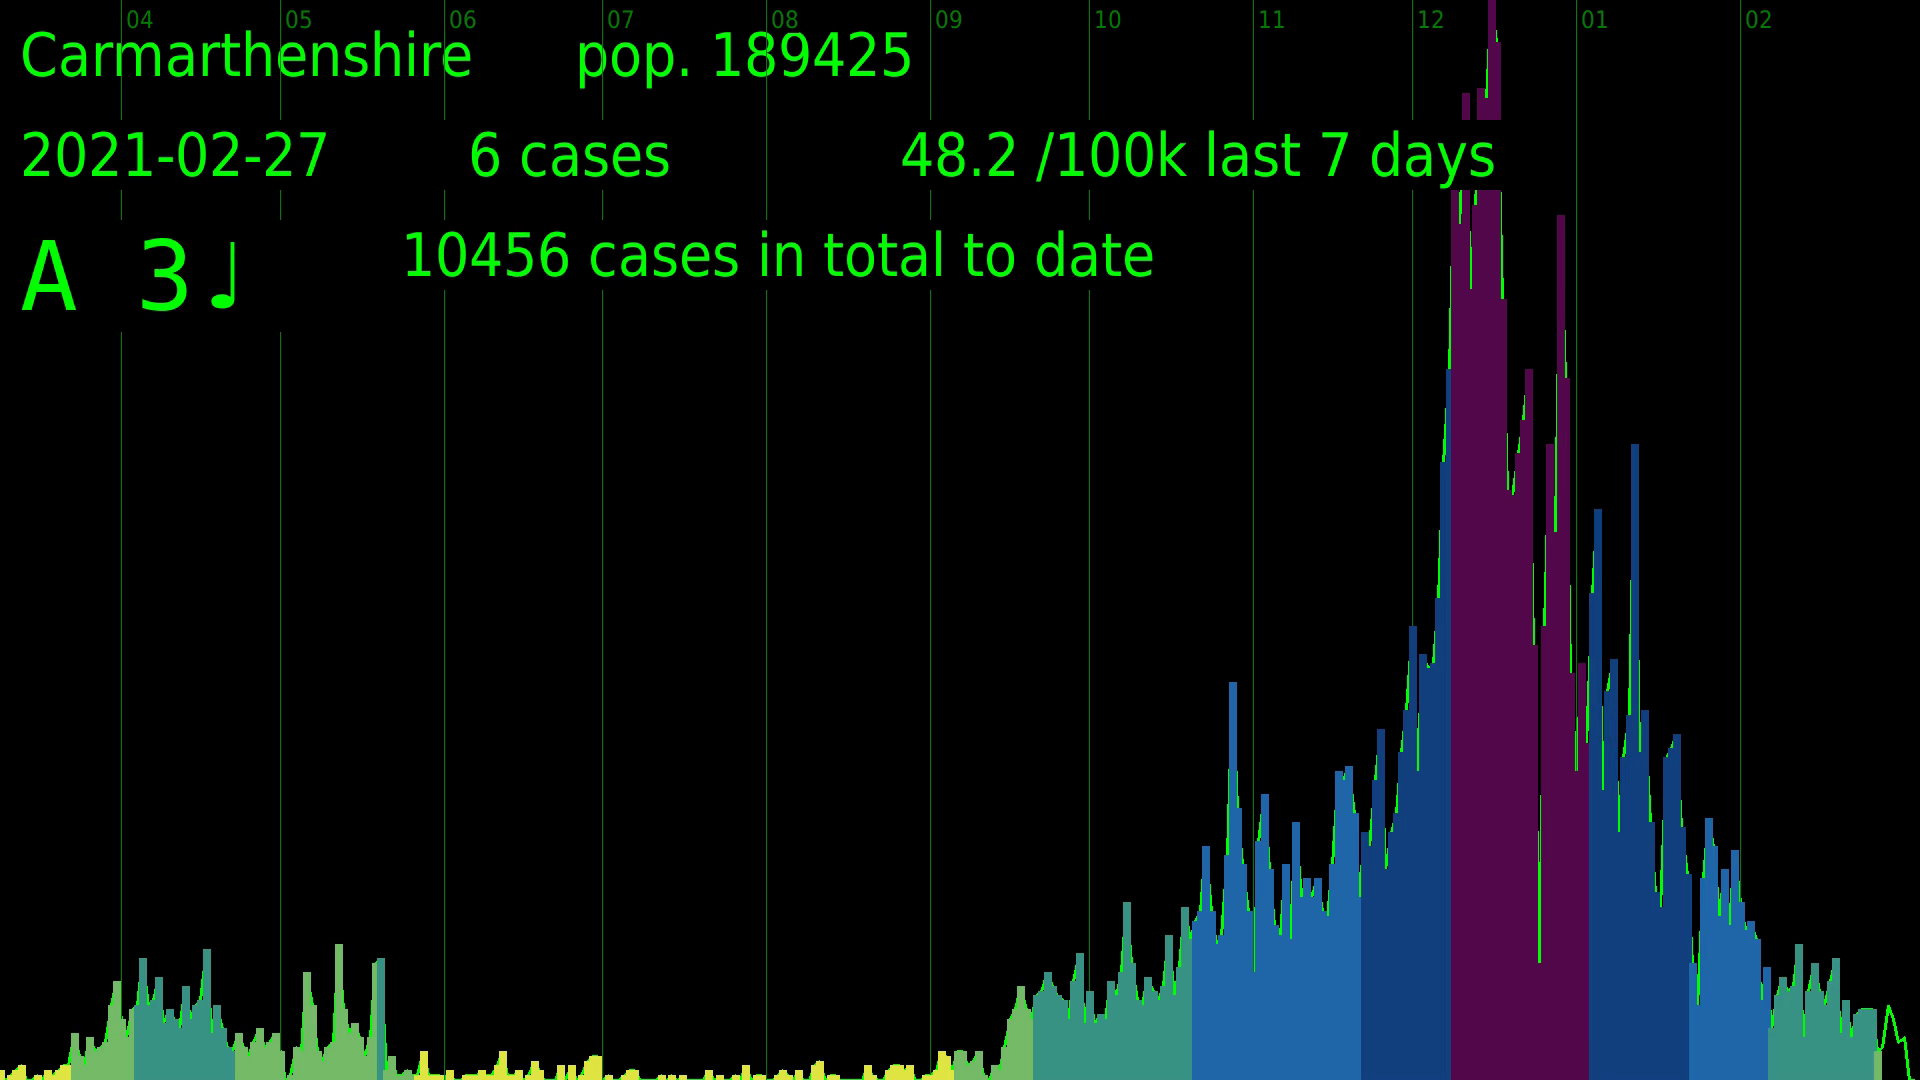 04 05 06 07 08 09 10 11 12 01 02
Carmarthenshire pop. 189425
2021-02-27 6 cases 48.2 /100k last 7 days
A 3♩ 10456 cases in total to date